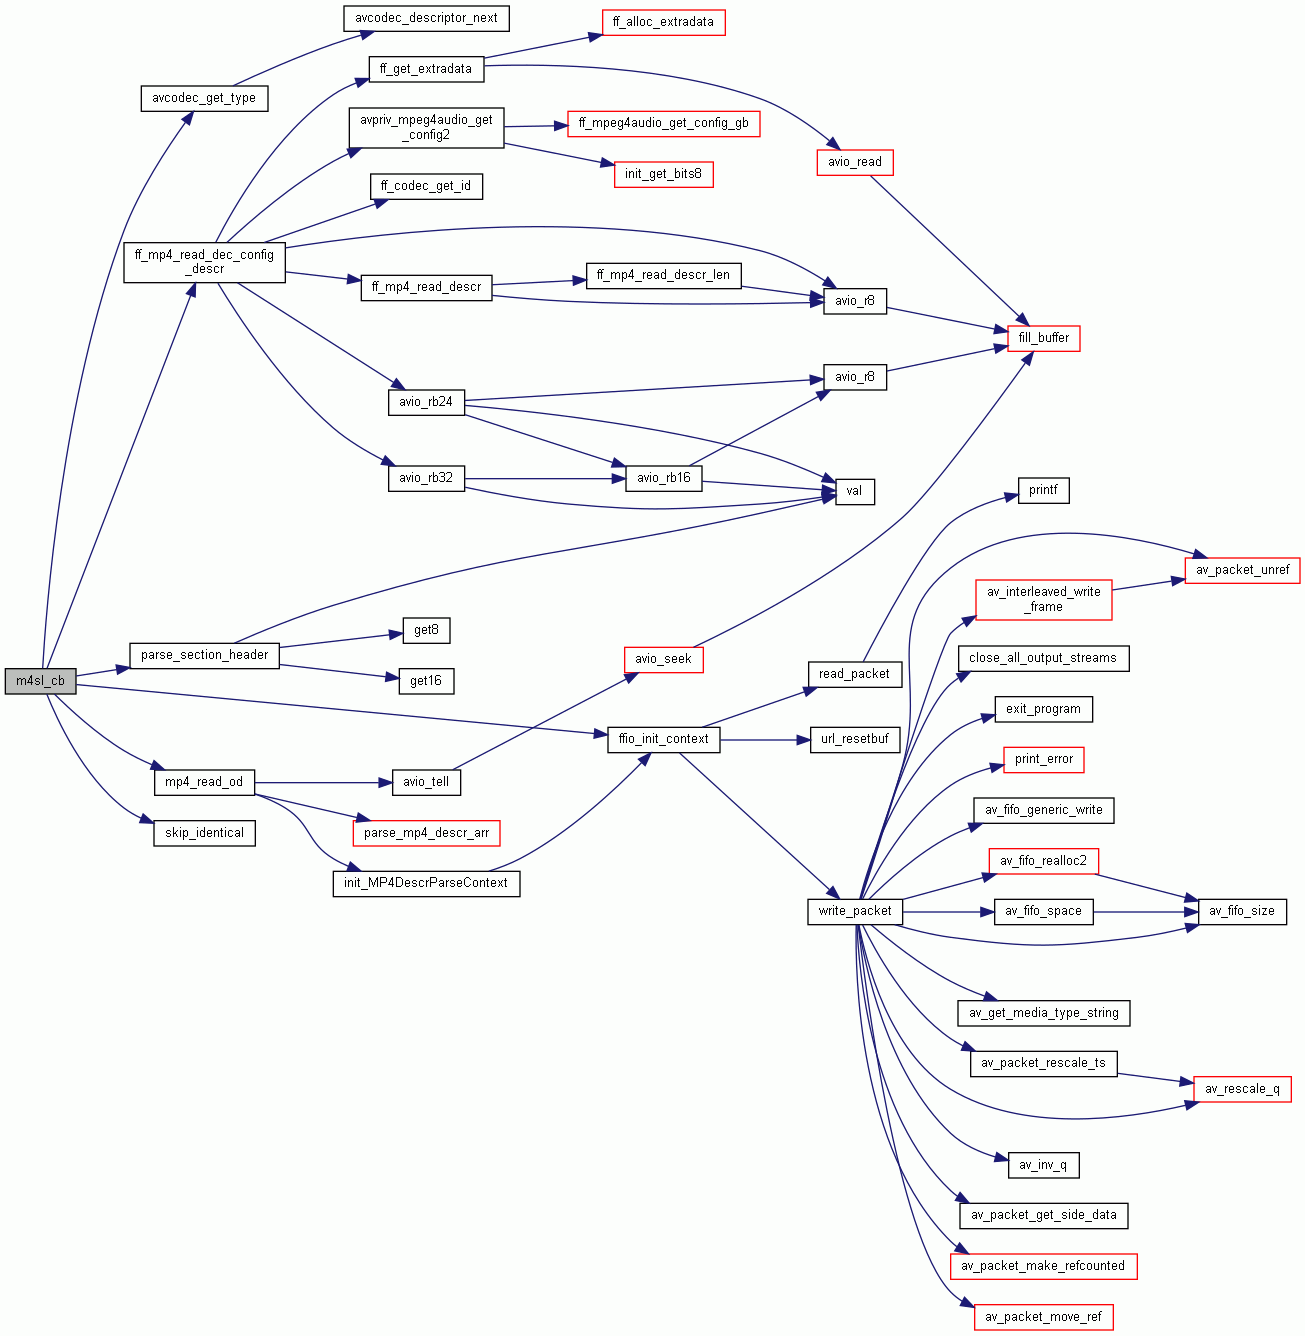 avcodec_descriptor_next
ff_alloc_extradata
ff_get_extradata
avcodec_get_type
avpriv_mpeg4audio_get
_config2
ff_mpeg4audio_get_config_gb
avio_read
init_get_bits8
ff_codec_get_id
ff_mp4_read_dec_config
_descr
ff_mp4_read_descr
ff_mp4_read_descr_len
avio_r8
fill_buffer
avio_r8
avio_rb24
avio_rb32
avio_rb16
val
printf
av_packet_unref
av_interleaved_write
_frame
get8
parse_section_header
avio_seek
close_all_output_streams
m4sl_cb
get16
read_packet
exit_program
ffio_init_context
url_resetbuf
print_error
mp4_read_od
avio_tell
av_fifo_generic_write
skip_identical
parse_mp4_descr_arr
av_fifo_realloc2
init_MP4DescrParseContext
write_packet
av_fifo_space
av_fifo_size
av_get_media_type_string
av_packet_rescale_ts
av_rescale_q
av_inv_q
av_packet_get_side_data
av_packet_make_refcounted
av_packet_move_ref